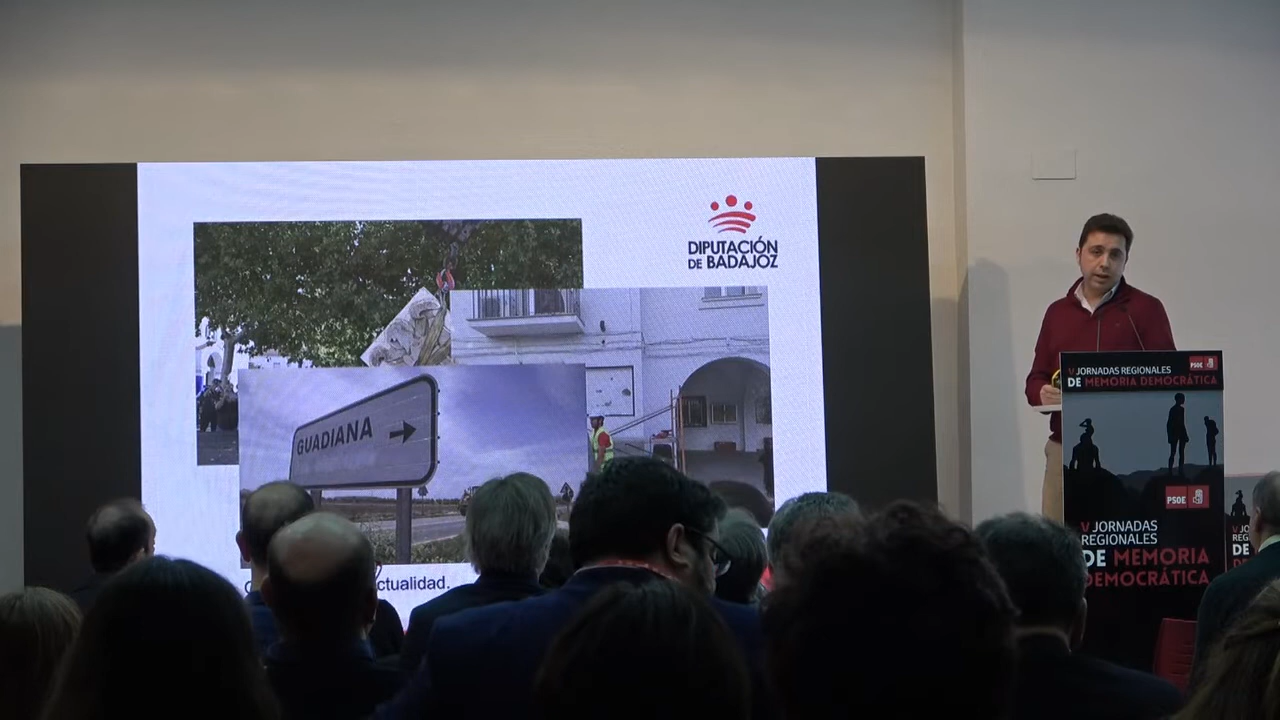 DIPUTACIÓN
DE BADAJOZ
GUADIANA
ctualidad.
V JORNADAS REGIONALES
DE MEMORIA DEMOCRÁTICA
PSOE
PSOE
V JORNADAS
REGIONALES
DE MEMORIA
DEMOCRÁTICA